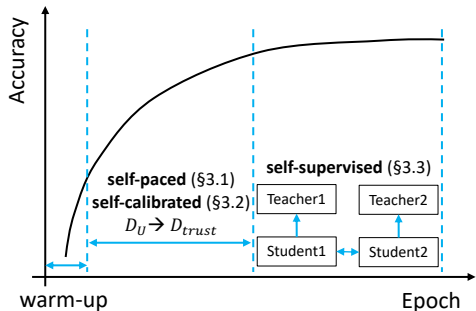 Accuracy
self-paced (§3.1)
self-calibrated (§3.2)
D_U → D_trust
self-supervised (§3.3)
Teacher1
Teacher2
Student1
Student2
warm-up
Epoch